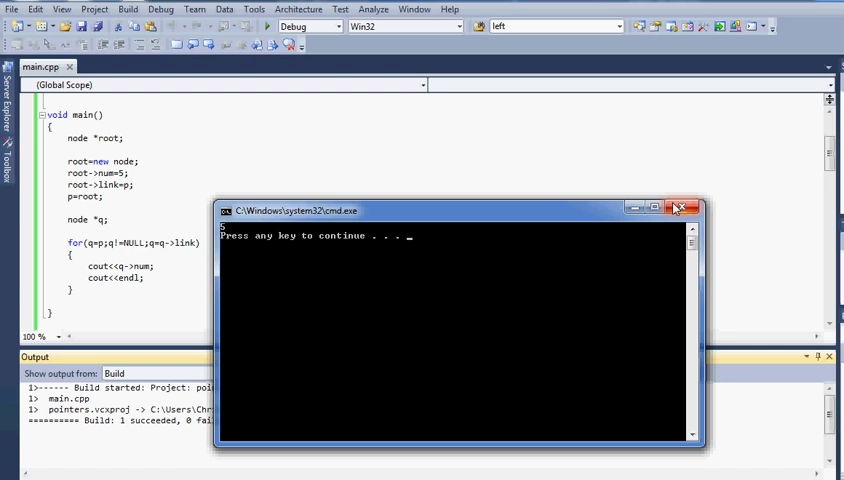 File Edit View Project Build Debug Team Data Tools Architecture Test Analyze Window Help
Debug Win32 left
main.cpp
(Global Scope)
void main()
{
node *root;
root=new node;
root->num=5;
root->link=p;
p=root;
node *q;
for(q=p;q!=NULL;q=q->link)
{
cout<<q->num;
cout<<endl;
}
}
100 %
Server Explorer
Toolbox
C:\Windows\system32\cmd.exe
5
Press any key to continue . . . _
Output
Show output from: Build
1>------ Build started: Project: poi
1> main.cpp
1> pointers.vcxproj -> C:\Users\Chr
========== Build: 1 succeeded, 0 fai